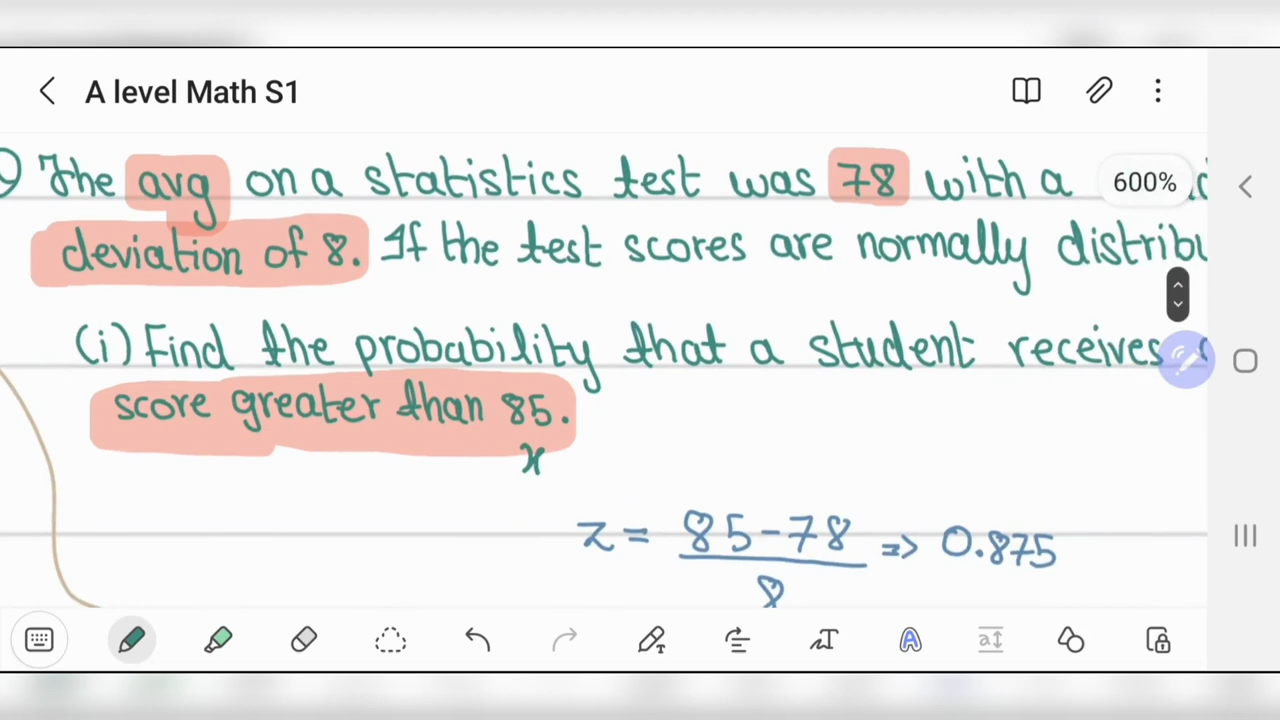 A level Math S1
The avg on a statistics test was 78 with a
600%
deviation of 8. If the test scores are normally distribu
(i) Find the probability that a student receives
score greater than 85.
x
z = 85-78 => 0.875
8